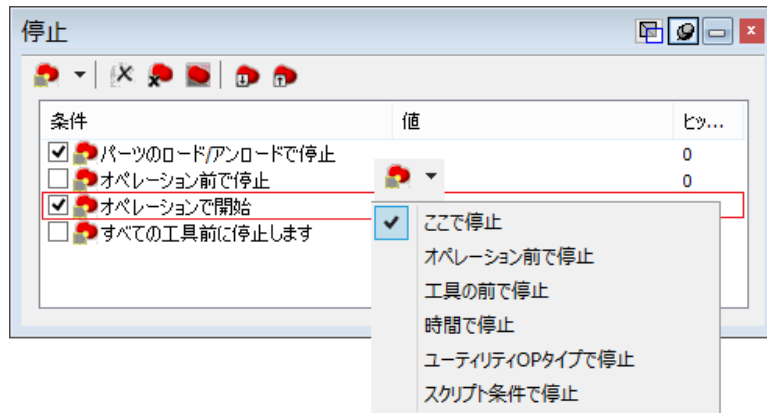 停止
条件 値 ヒッ...
パーツのロード/アンロードで停止 0
オペレーション前で停止 0
オペレーションで開始
すべての工具前に停止します
ここで停止
オペレーション前で停止
工具の前で停止
時間で停止
ユーティリティOPタイプで停止
スクリプト条件で停止